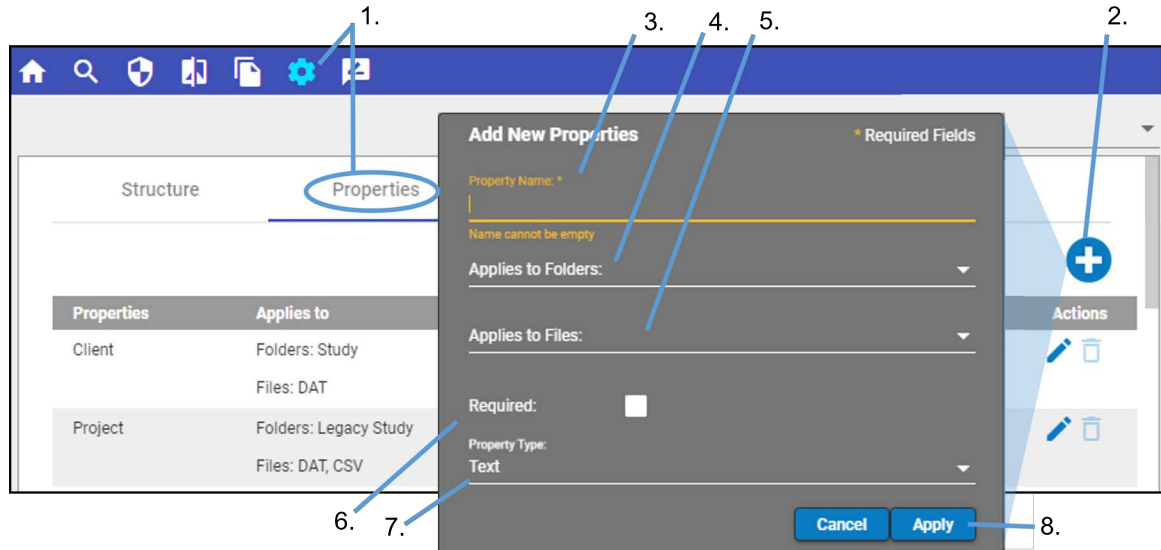 1.
3.
4.
5.
2.
Add New Properties
* Required Fields
Structure
Properties
Property Name: *
Name cannot be empty
Applies to Folders:
Properties
Applies to
Actions
Applies to Files:
Client
Folders: Study
Files: DAT
Required:
Project
Folders: Legacy Study
Property Type:
Text
Files: DAT, CSV
6.
7.
Cancel
Apply
8.